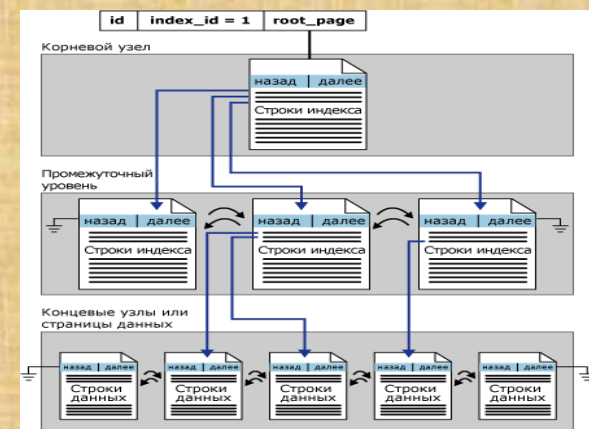 id index_id = 1 root_page
Корневой узел
назад далее
Строки индекса
Промежуточный
уровень
назад далее назад далее назад далее
Строки индекса Строки индекса Строки индекса
Концевые узлы или
страницы данных
назад далее назад далее назад далее назад далее назад далее
Строки Строки Строки Строки Строки
данных данных данных данных данных